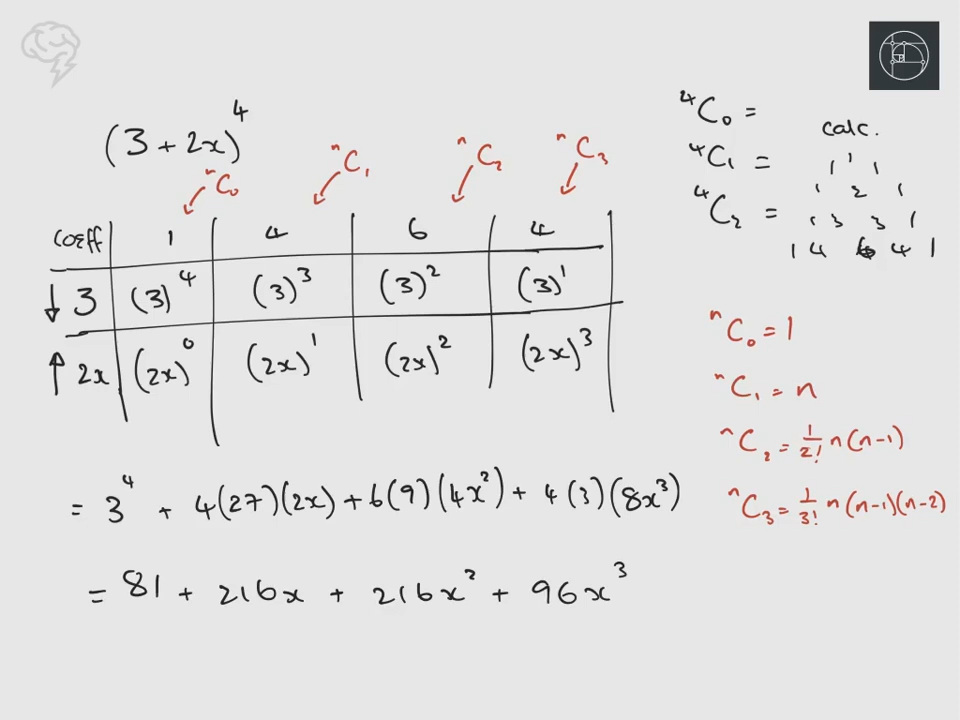 (3 + 2x)⁴
ⁿC₀ ⁿC₁ ⁿC₂ ⁿC₃
coeff 1 4 6 4
↓ 3 (3)⁴ (3)³ (3)² (3)¹
↑ 2x (2x)⁰ (2x)¹ (2x)² (2x)³
= 3⁴ + 4(27)(2x) + 6(9)(4x²) + 4(3)(8x³)
= 81 + 216x + 216x² + 96x³
⁴C₀ =
⁴C₁ =
⁴C₂ =
calc.
1 1 1
1 2 1
1 3 3 1
1 4 6 4 1
ⁿC₀ = 1
ⁿC₁ = n
ⁿC₂ = 1/2! n(n-1)
ⁿC₃ = 1/3! n(n-1)(n-2)